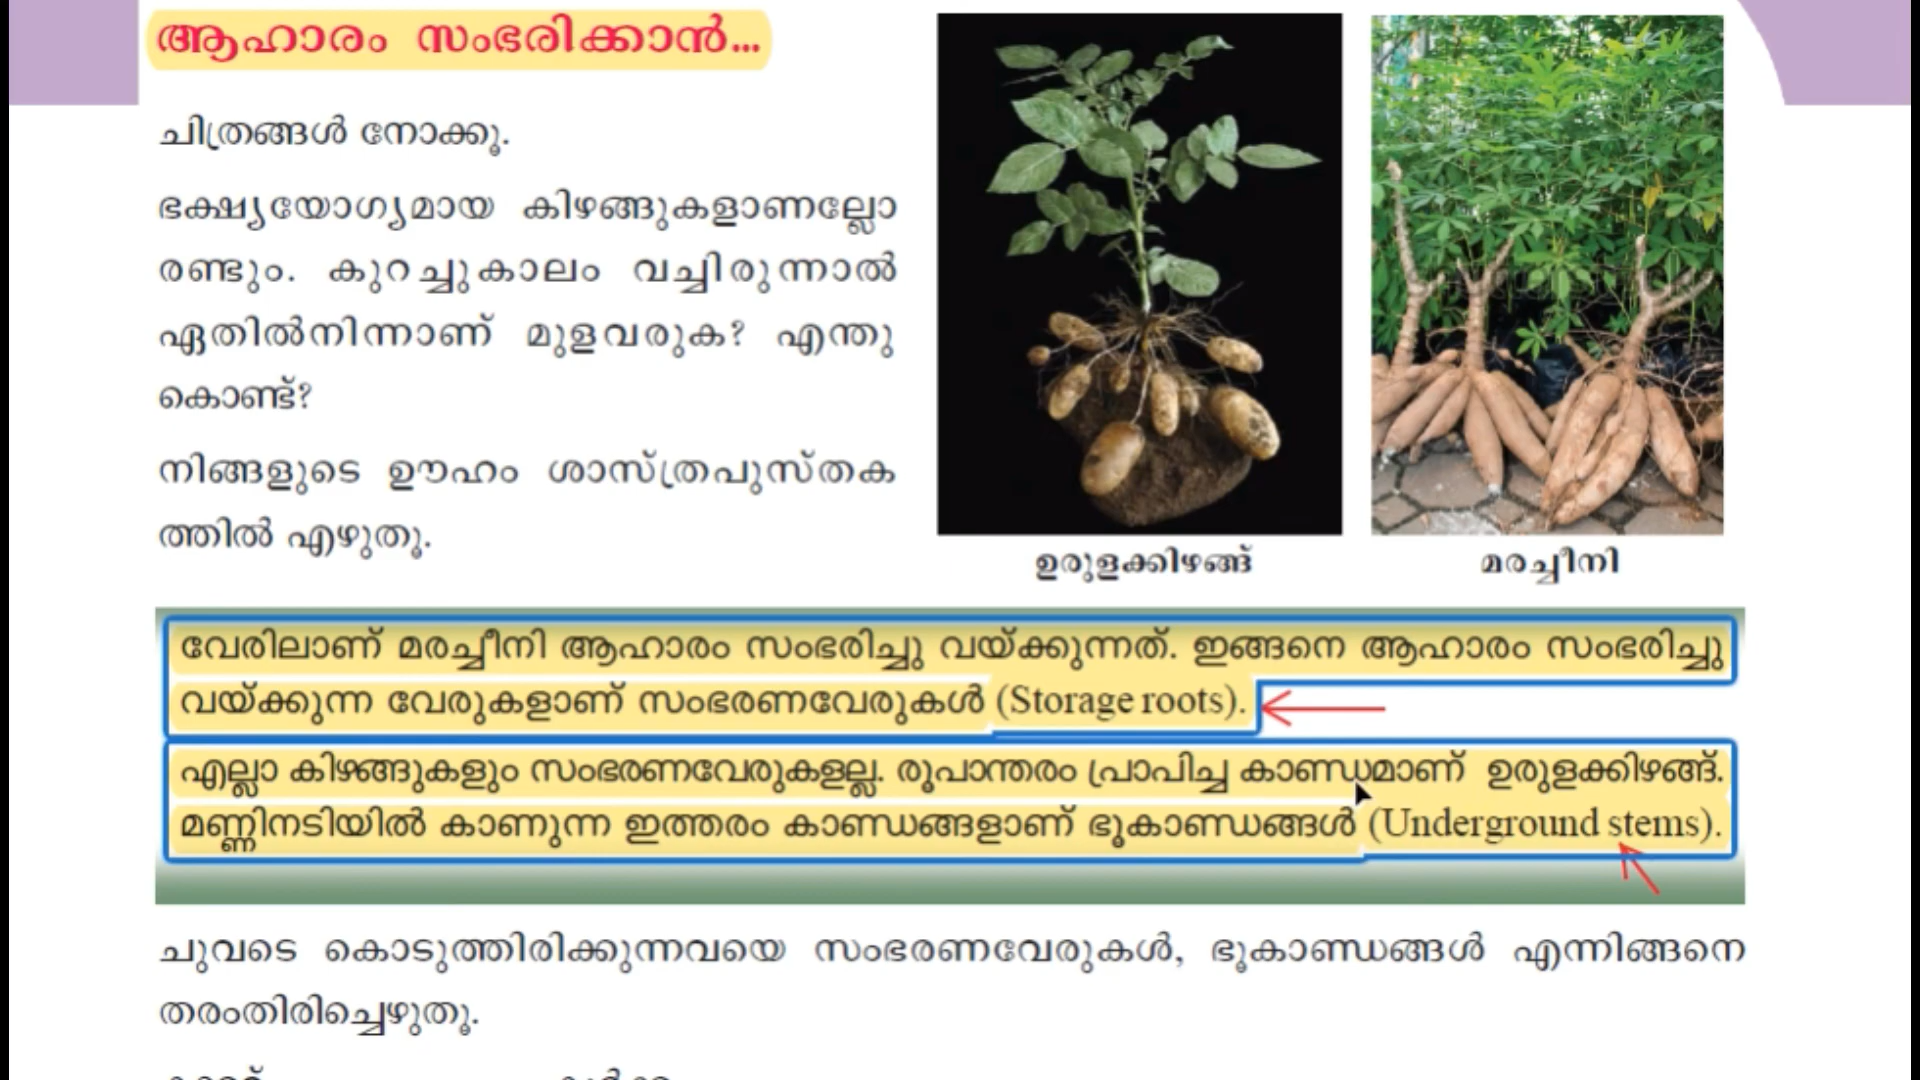 ആഹാരം സംഭരിക്കാൻ...
ചിത്രങ്ങൾ നോക്കൂ.
ഭക്ഷ്യയോഗ്യമായ കിഴങ്ങുകളാണല്ലോ
രണ്ടും. കുറച്ചുകാലം വച്ചിരുന്നാൽ
ഏതിൽനിന്നാണ് മുളവരുക? എന്തു
കൊണ്ട്?
നിങ്ങളുടെ ഊഹം ശാസ്ത്രപുസ്തക
ത്തിൽ എഴുതൂ.
ഉരുളക്കിഴങ്ങ്
മരച്ചീനി
വേരിലാണ് മരച്ചീനി ആഹാരം സംഭരിച്ചു വയ്ക്കുന്നത്. ഇങ്ങനെ ആഹാരം സംഭരിച്ചു
വയ്ക്കുന്ന വേരുകളാണ് സംഭരണവേരുകൾ (Storage roots).
എല്ലാ കിഴങ്ങുകളും സംഭരണവേരുകളല്ല. രൂപാന്തരം പ്രാപിച്ച കാണ്ഡമാണ് ഉരുളക്കിഴങ്ങ്.
മണ്ണിനടിയിൽ കാണുന്ന ഇത്തരം കാണ്ഡങ്ങളാണ് ഭൂകാണ്ഡങ്ങൾ (Underground stems).
ചുവടെ കൊടുത്തിരിക്കുന്നവയെ സംഭരണവേരുകൾ, ഭൂകാണ്ഡങ്ങൾ എന്നിങ്ങനെ
തരംതിരിച്ചെഴുതൂ.